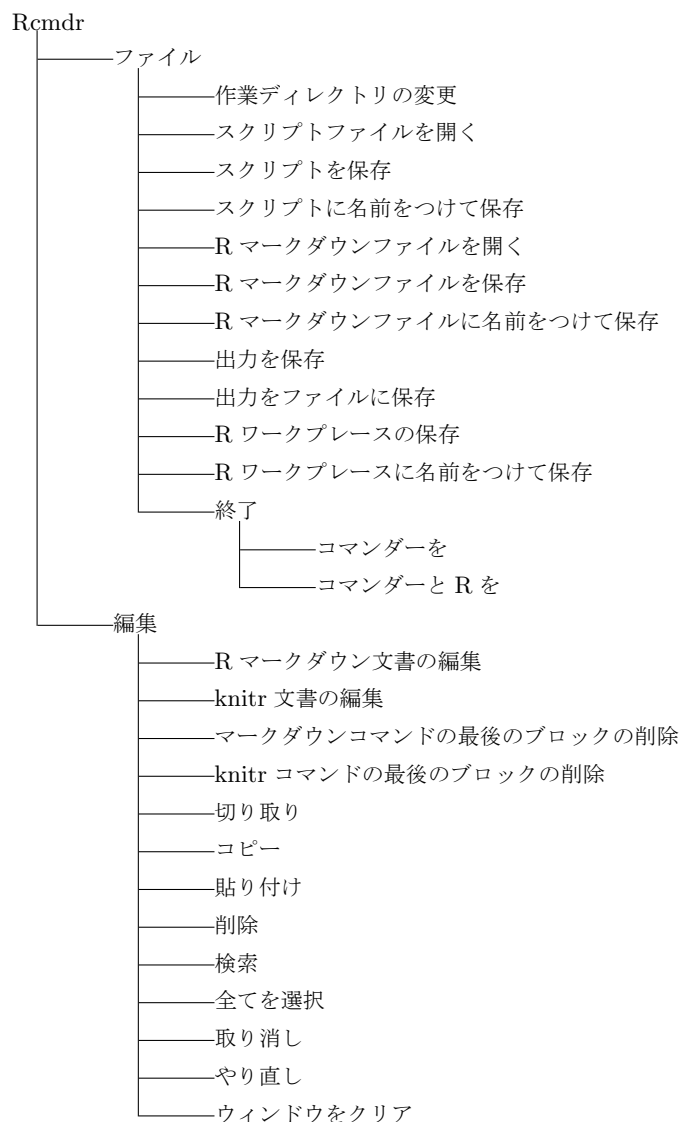 Rcmdr
ファイル
作業ディレクトリの変更
スクリプトファイルを開く
スクリプトを保存
スクリプトに名前をつけて保存
R マークダウンファイルを開く
R マークダウンファイルを保存
R マークダウンファイルに名前をつけて保存
出力を保存
出力をファイルに保存
R ワークプレースの保存
R ワークプレースに名前をつけて保存
終了
コマンダーを
コマンダーと R を
編集
R マークダウン文書の編集
knitr 文書の編集
マークダウンコマンドの最後のブロックの削除
knitr コマンドの最後のブロックの削除
切り取り
コピー
貼り付け
削除
検索
全てを選択
取り消し
やり直し
ウィンドウをクリア